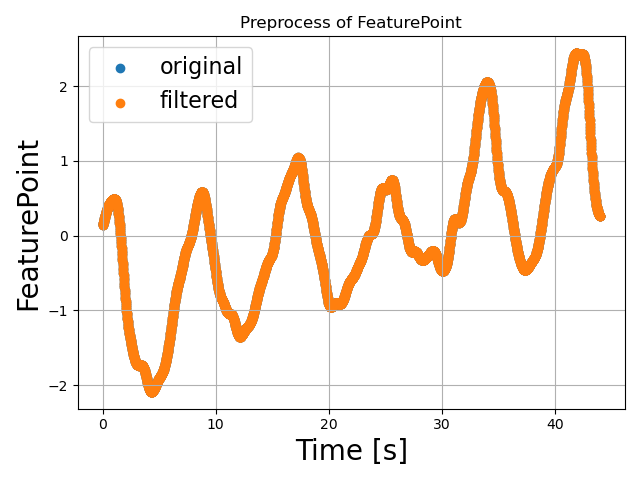 Preprocess of FeaturePoint
original
filtered
FeaturePoint
2
1
0
−1
−2
0
10
20
30
40
Time [s]